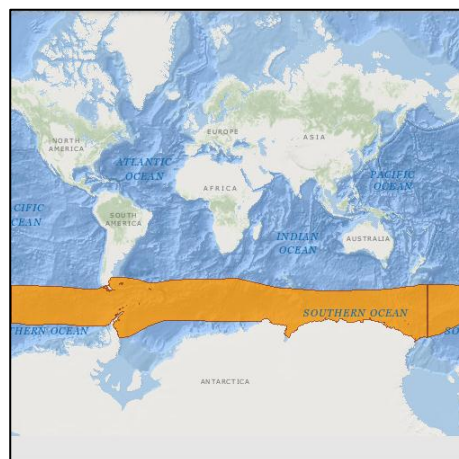 NORTH
AMERICA
EUROPE
ASIA
ATLANTIC
OCEAN
PACIFIC
OCEAN
AFRICA
CIFIC
CEAN
SOUTH
AMERICA
INDIAN
OCEAN
AUSTRALIA
SOUTHERN OCEAN
HERN OCEAN
SO
ANTARCTICA